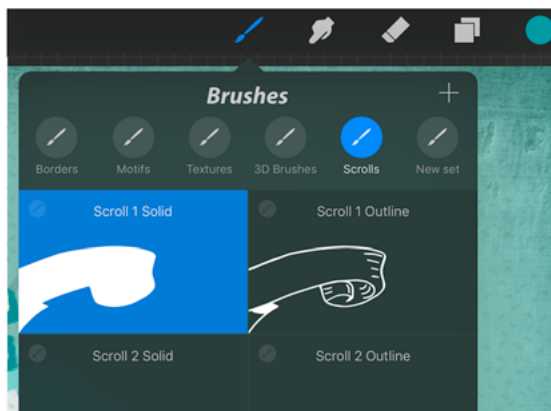 Brushes
Borders Motifs Textures 3D Brushes Scrolls New set
Scroll 1 Solid Scroll 1 Outline
Scroll 2 Solid Scroll 2 Outline